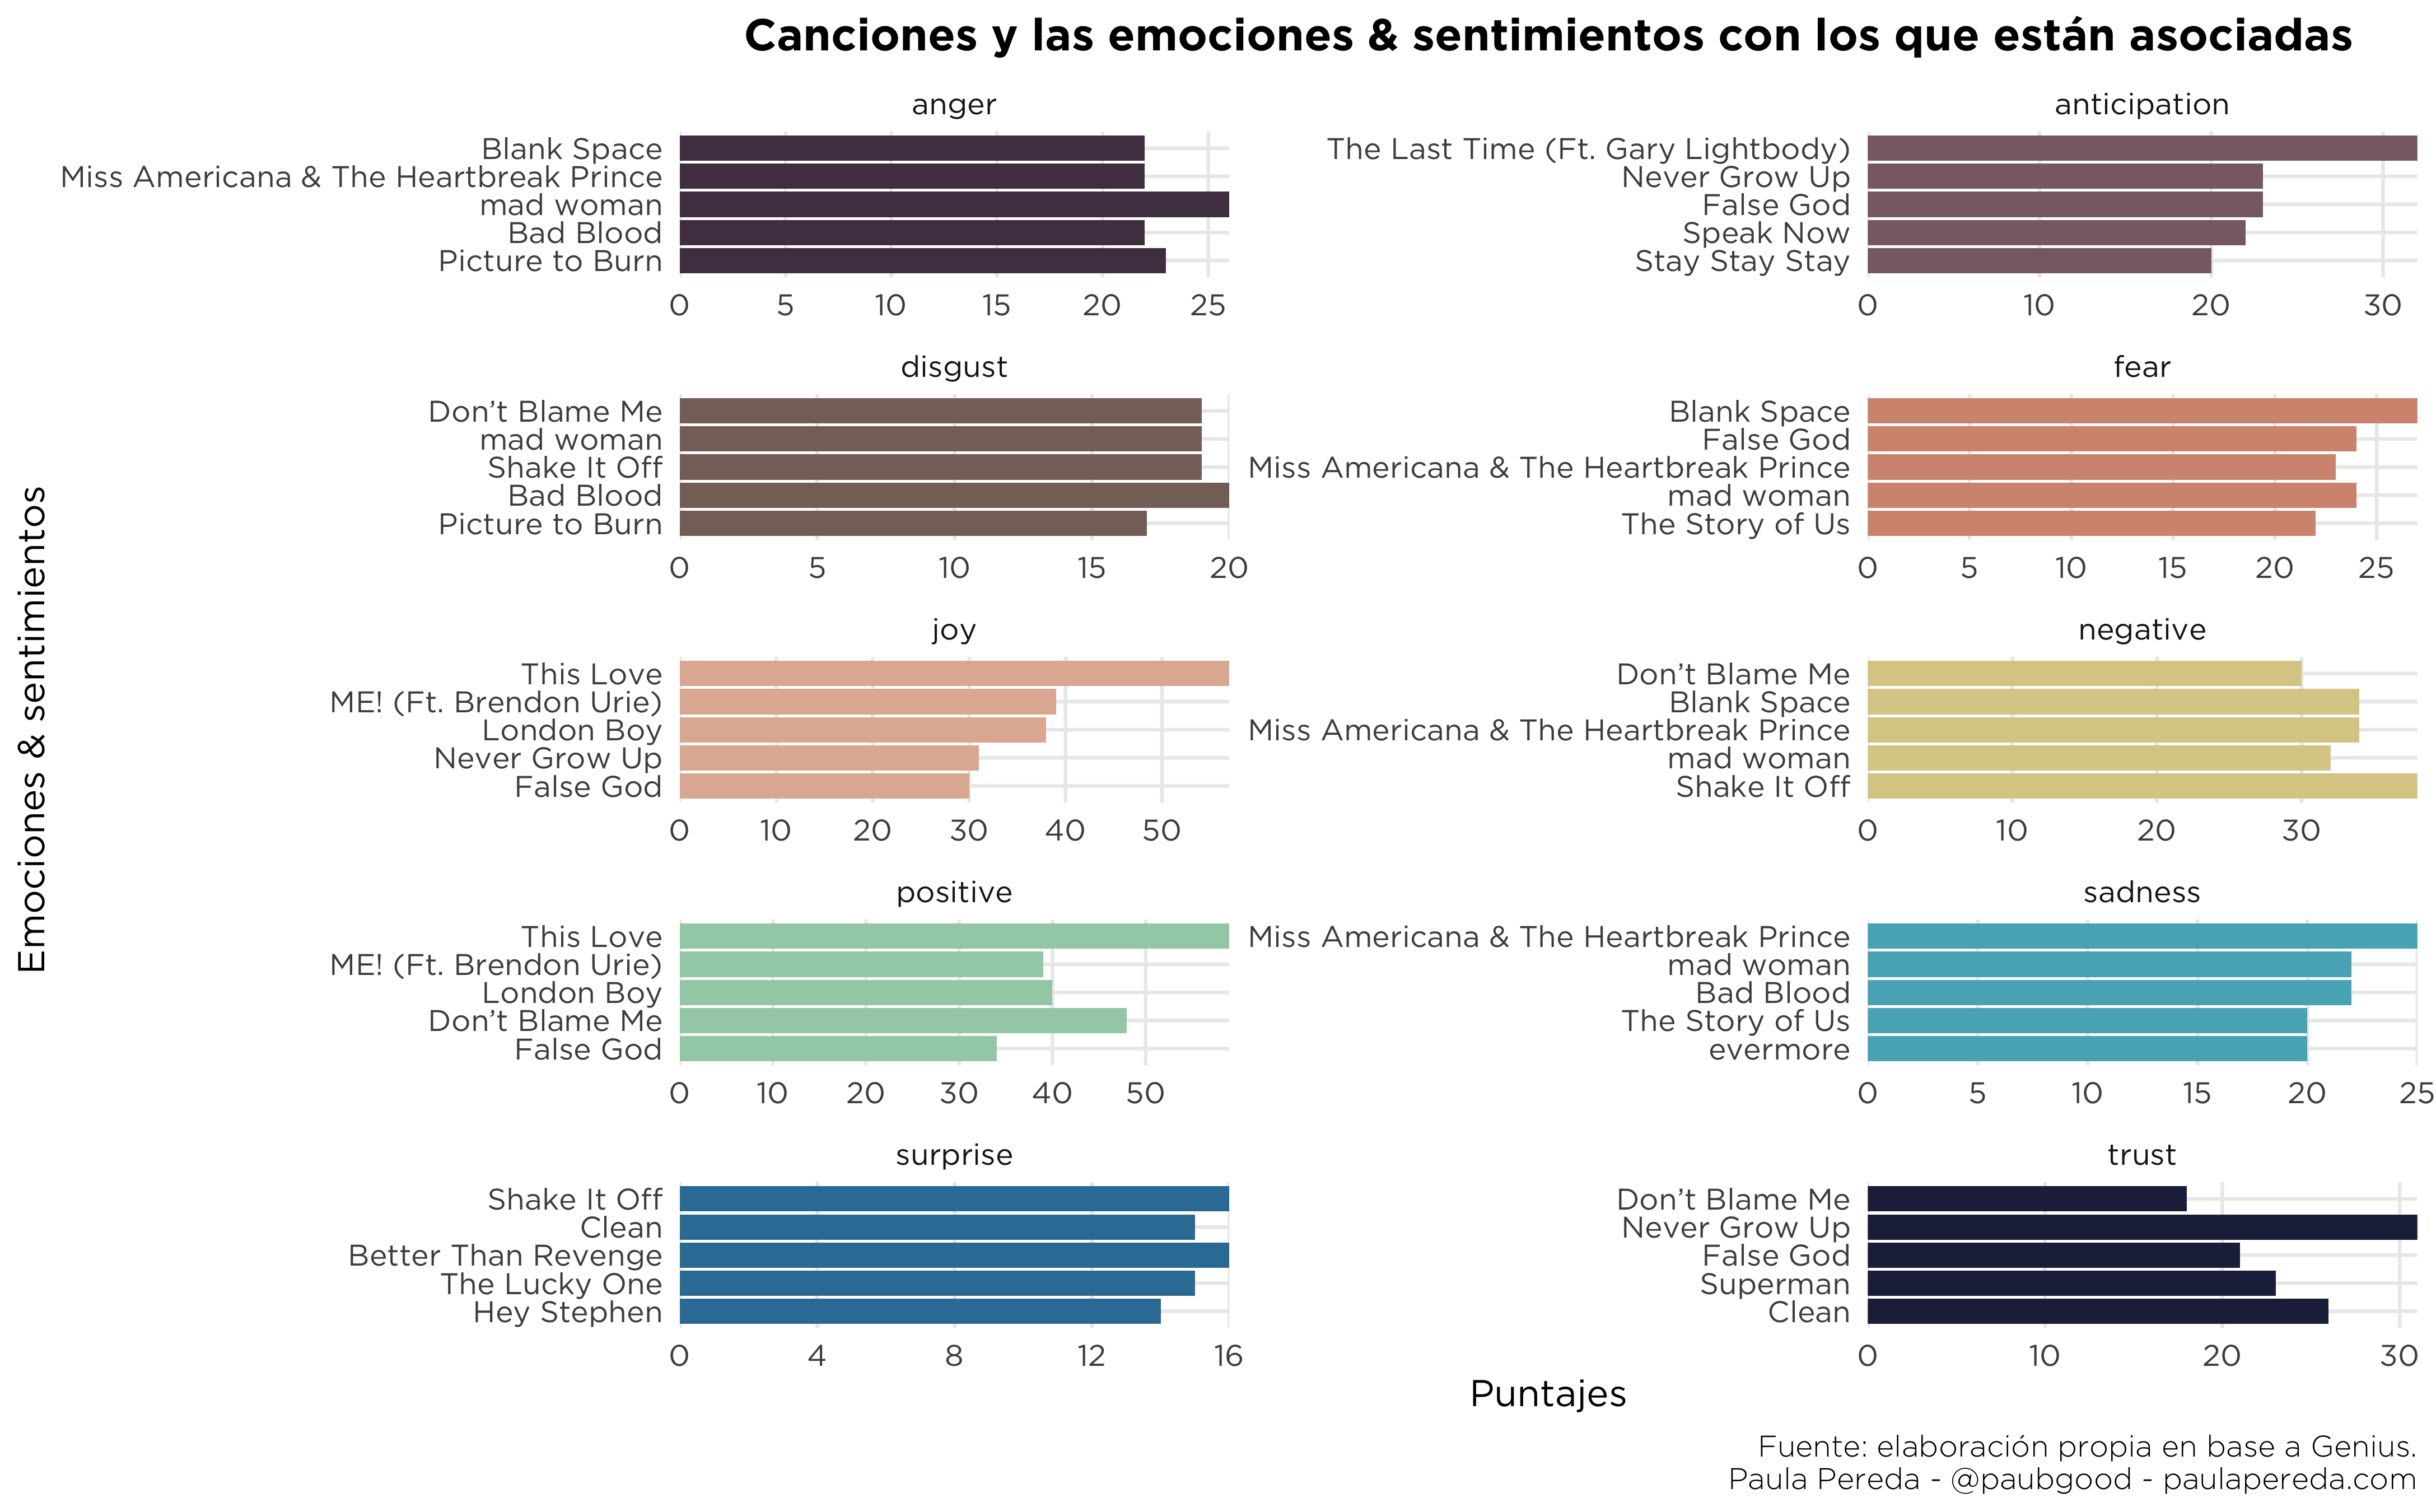 Canciones y las emociones & sentimientos con los que están asociadas
Emociones & sentimientos
anger
Blank Space
Miss Americana & The Heartbreak Prince
mad woman
Bad Blood
Picture to Burn
0 5 10 15 20 25
anticipation
The Last Time (Ft. Gary Lightbody)
Never Grow Up
False God
Speak Now
Stay Stay Stay
0 10 20 30
disgust
Don’t Blame Me
mad woman
Shake It Off
Bad Blood
Picture to Burn
0 5 10 15 20
fear
Blank Space
False God
Miss Americana & The Heartbreak Prince
mad woman
The Story of Us
0 5 10 15 20 25
joy
This Love
ME! (Ft. Brendon Urie)
London Boy
Never Grow Up
False God
0 10 20 30 40 50
negative
Don’t Blame Me
Blank Space
Miss Americana & The Heartbreak Prince
mad woman
Shake It Off
0 10 20 30
positive
This Love
ME! (Ft. Brendon Urie)
London Boy
Don’t Blame Me
False God
0 10 20 30 40 50
sadness
Miss Americana & The Heartbreak Prince
mad woman
Bad Blood
The Story of Us
evermore
0 5 10 15 20 25
surprise
Shake It Off
Clean
Better Than Revenge
The Lucky One
Hey Stephen
0 4 8 12 16
trust
Don’t Blame Me
Never Grow Up
False God
Superman
Clean
0 10 20 30
Puntajes
Fuente: elaboración propia en base a Genius.
Paula Pereda - @paubgood - paulapereda.com